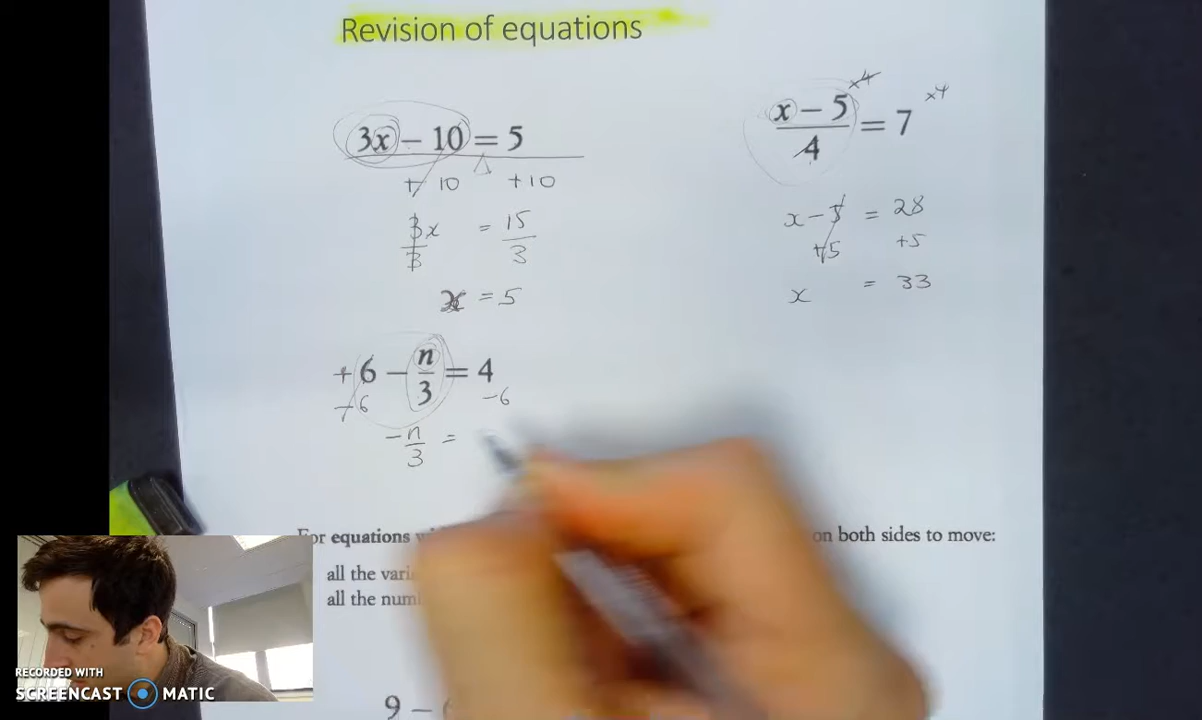 Revision of equations
3x − 10 = 5
+10 +10
3x = 15
3 3
x = 5
x − 5 ×4 = 7 ×4
4
x − 5 = 28
+5 +5
x = 33
+6 − n = 4
3
−6 −6
−n =
3
For equations
on both sides to move:
all the
all the
9 −
RECORDED WITH
SCREENCAST MATIC